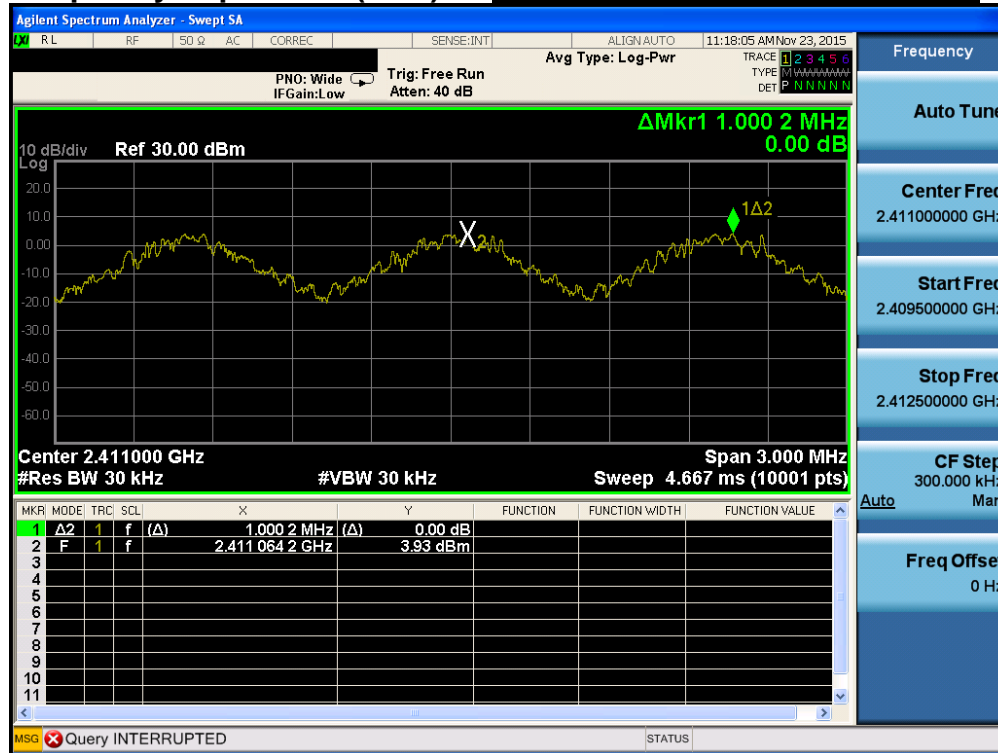 Agilent Spectrum Analyzer - Swept SA
LXI RL RF 50 Ω AC CORREC SENSE:INT ALIGN AUTO 11:18:05 AM Nov 23, 2015
Avg Type: Log-Pwr TRACE 1 2 3 4 5 6
PNO: Wide Trig: Free Run TYPE M
IFGain:Low Atten: 40 dB DET P N N N N N
ΔMkr1 1.000 2 MHz
0.00 dB
10 dB/div Ref 30.00 dBm
Log
20.0
10.0
0.00
-10.0
-20.0
-30.0
-40.0
-50.0
-60.0
1Δ2
X2
Center 2.411000 GHz Span 3.000 MHz
#Res BW 30 kHz #VBW 30 kHz Sweep 4.667 ms (10001 pts)
MKR MODE TRC SCL X Y FUNCTION FUNCTION WIDTH FUNCTION VALUE
1 Δ2 1 f (Δ) 1.000 2 MHz (Δ) 0.00 dB
2 F 1 f 2.411 064 2 GHz 3.93 dBm
3
4
5
6
7
8
9
10
11
MSG Query INTERRUPTED STATUS
Frequency
Auto Tune
Center Freq
2.411000000 GHz
Start Freq
2.409500000 GHz
Stop Freq
2.412500000 GHz
CF Step
300.000 kHz
Auto Man
Freq Offset
0 Hz